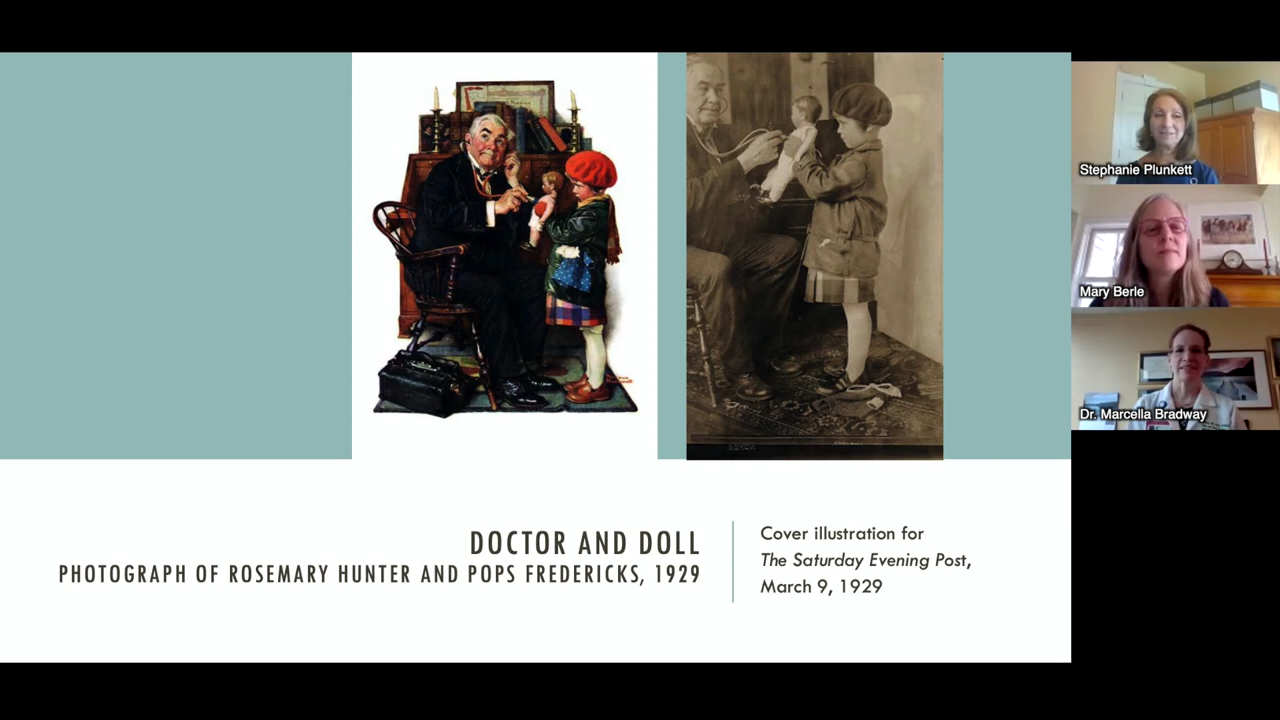 DOCTOR AND DOLL
PHOTOGRAPH OF ROSEMARY HUNTER AND POPS FREDERICKS, 1929
Cover illustration for
The Saturday Evening Post,
March 9, 1929
Stephanie Plunkett
Mary Berle
Dr. Marcella Bradway